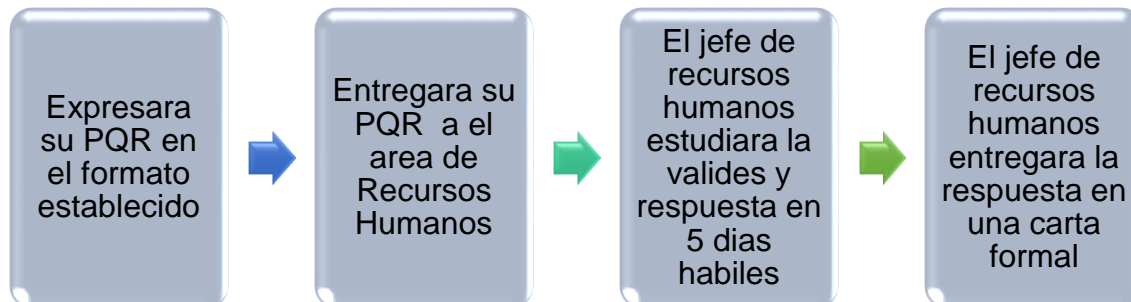 Expresara
su PQR en
el formato
establecido
Entregara su
PQR a el
area de
Recursos
Humanos
El jefe de
recursos
humanos
estudiara la
valides y
respuesta en
5 dias
habiles
El jefe de
recursos
humanos
entregara la
respuesta en
una carta
formal